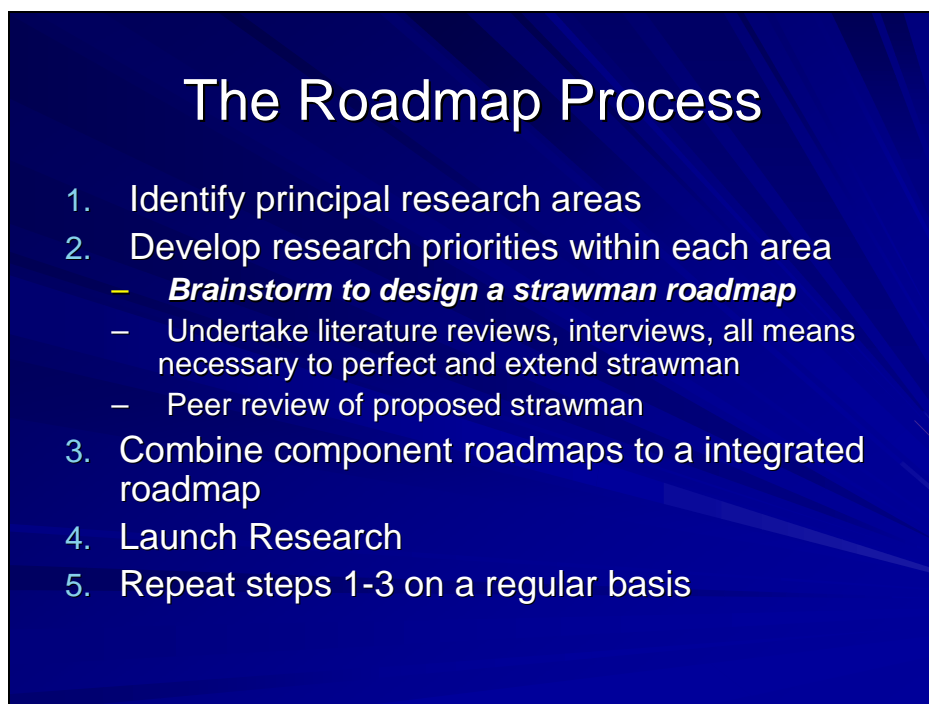 The Roadmap Process
1. Identify principal research areas
2. Develop research priorities within each area
– Brainstorm to design a strawman roadmap
– Undertake literature reviews, interviews, all means
necessary to perfect and extend strawman
– Peer review of proposed strawman
3. Combine component roadmaps to a integrated
roadmap
4. Launch Research
5. Repeat steps 1-3 on a regular basis